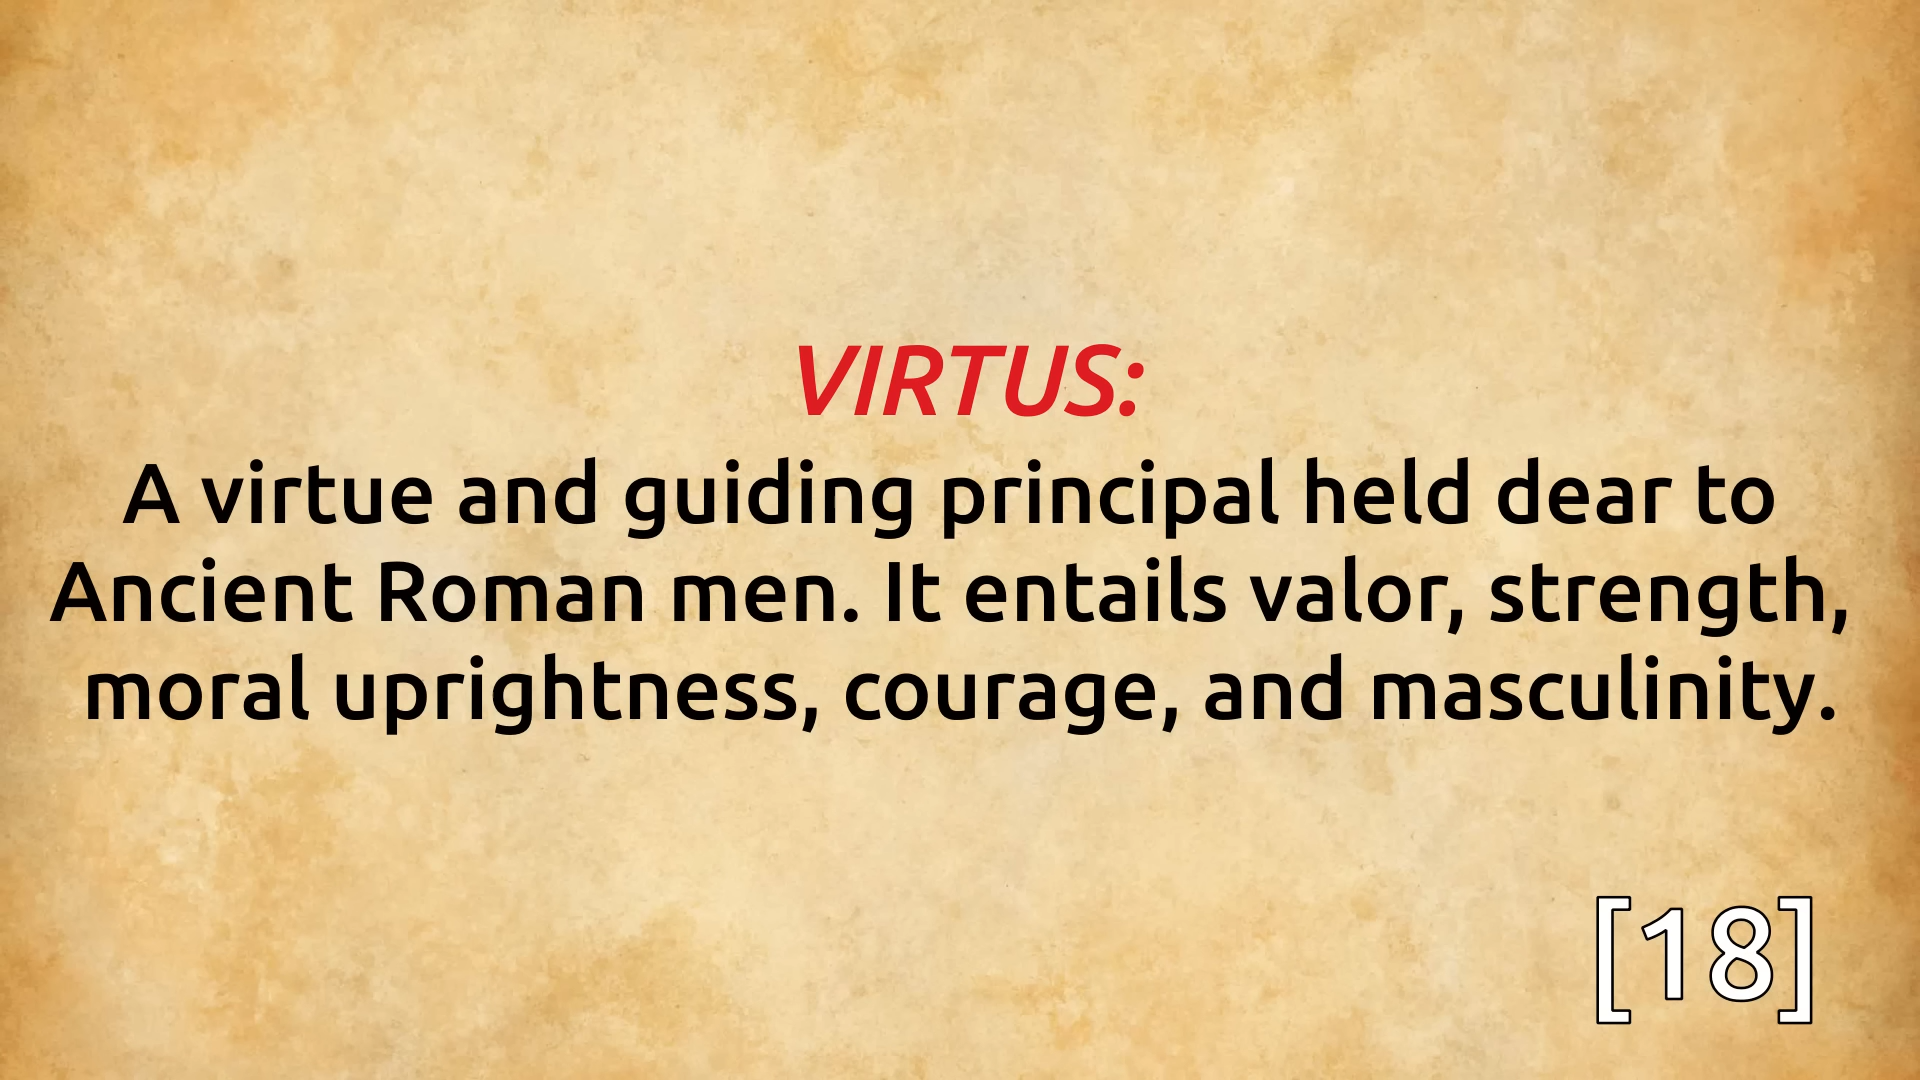 VIRTUS:
A virtue and guiding principal held dear to
Ancient Roman men. It entails valor, strength,
moral uprightness, courage, and masculinity.
[18]